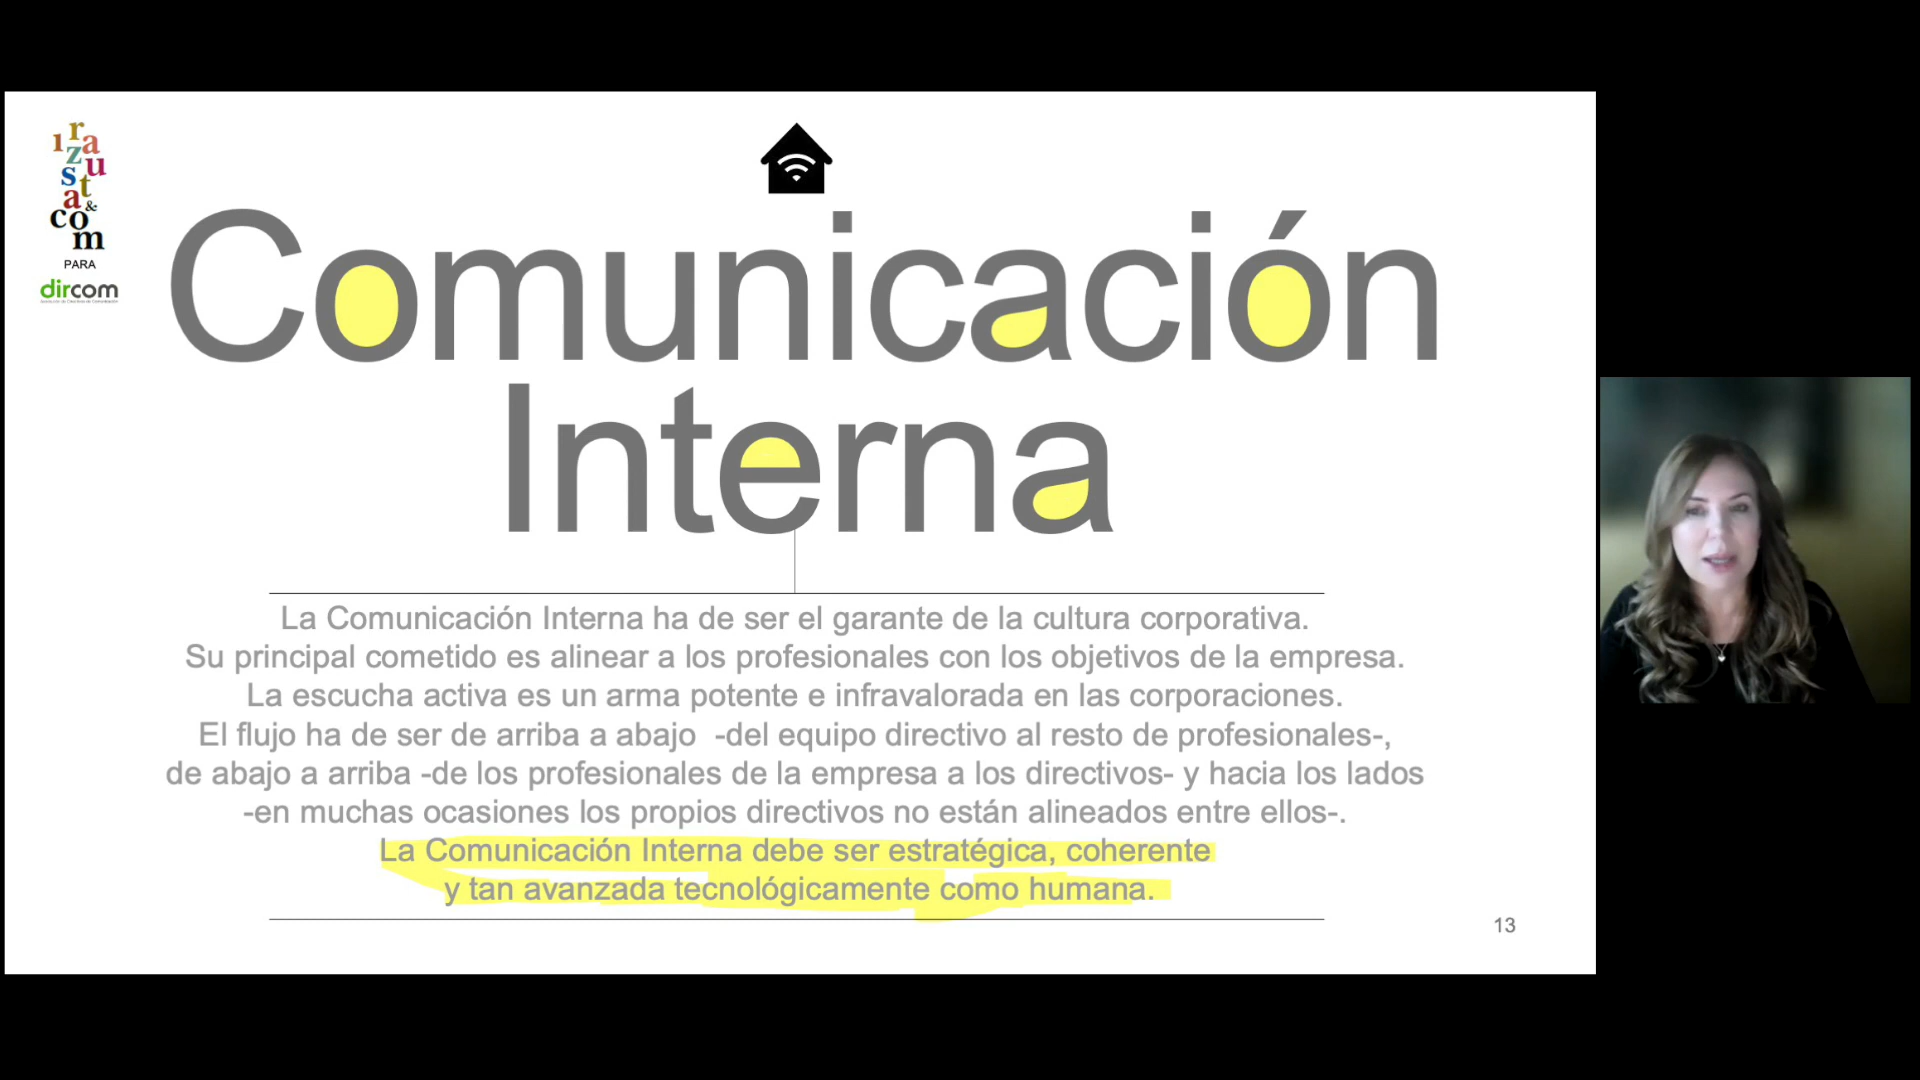 irazusta
&
com
PARA
dircom
Comunicación
Interna
La Comunicación Interna ha de ser el garante de la cultura corporativa.
Su principal cometido es alinear a los profesionales con los objetivos de la empresa.
La escucha activa es un arma potente e infravalorada en las corporaciones.
El flujo ha de ser de arriba a abajo  -del equipo directivo al resto de profesionales-,
de abajo a arriba -de los profesionales de la empresa a los directivos- y hacia los lados
-en muchas ocasiones los propios directivos no están alineados entre ellos-.
La Comunicación Interna debe ser estratégica, coherente
y tan avanzada tecnológicamente como humana.
13